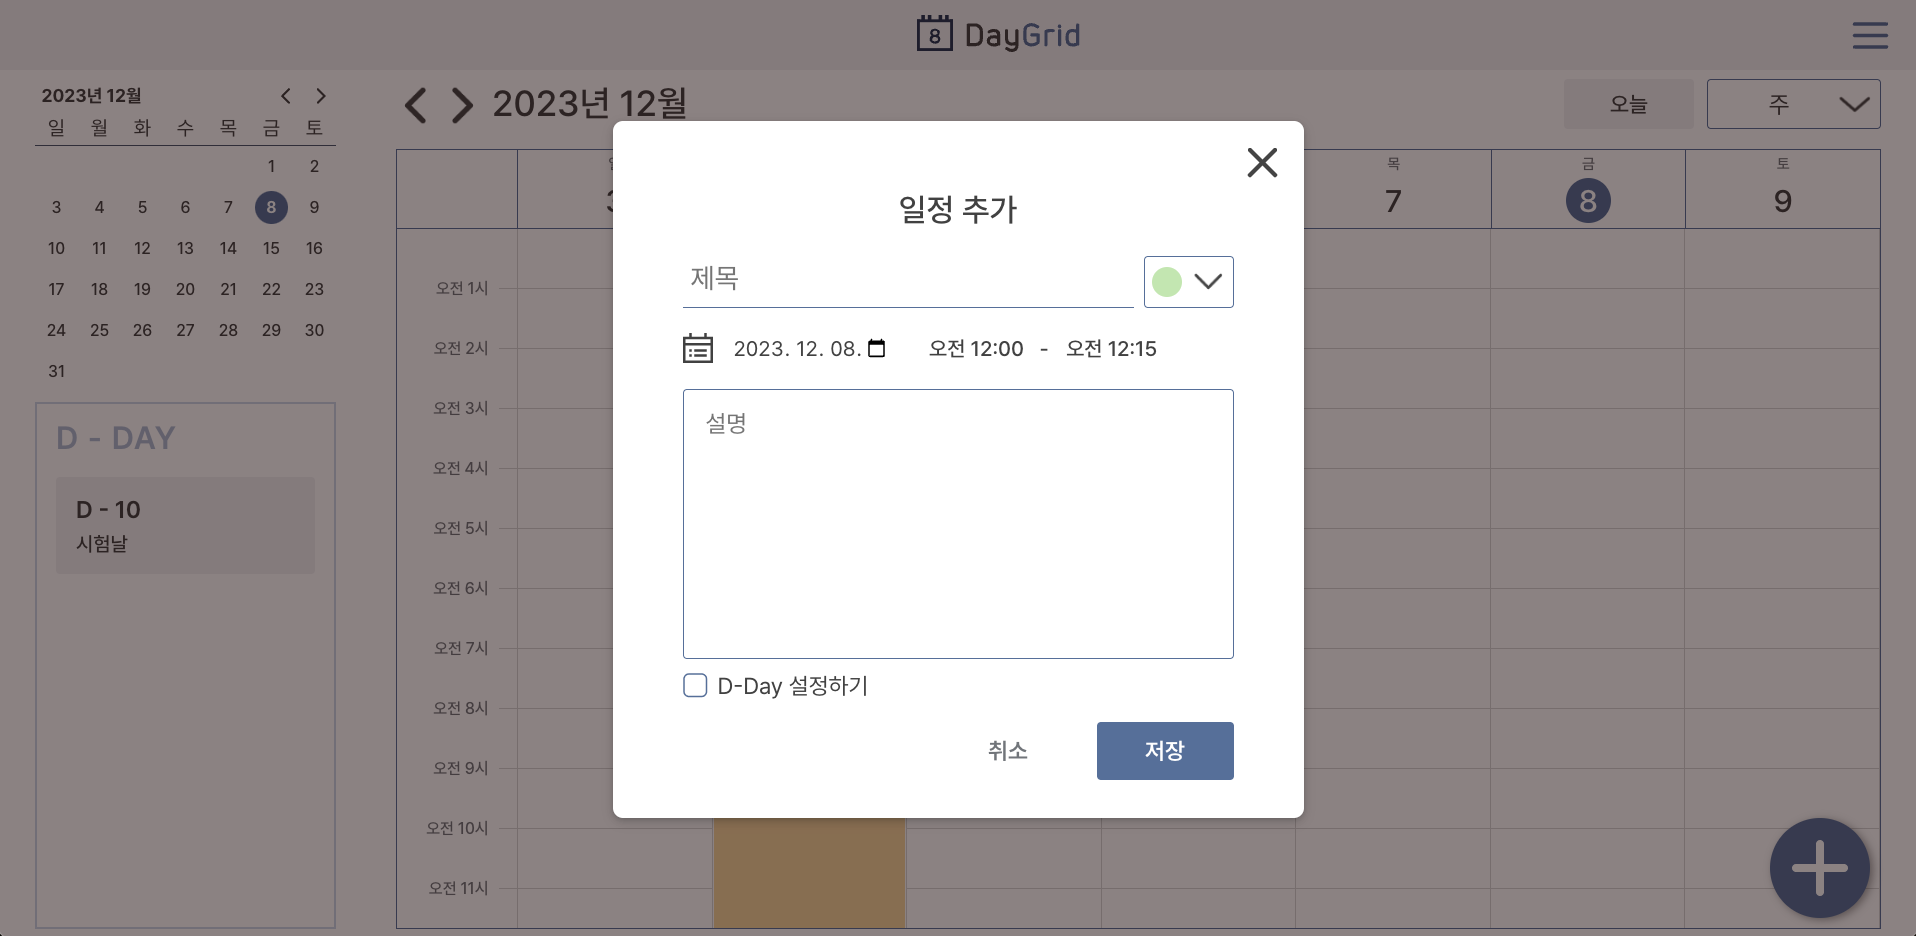 8 DayGrid
2023년 12월
일 월 화 수 목 금 토
1 2
3 4 5 6 7 8 9
10 11 12 13 14 15 16
17 18 19 20 21 22 23
24 25 26 27 28 29 30
31
D - DAY
D - 10
시험날
2023년 12월
오늘
주
목 금 토
7 8 9
오전 1시
오전 2시
오전 3시
오전 4시
오전 5시
오전 6시
오전 7시
오전 8시
오전 9시
오전 10시
오전 11시
일정 추가
제목
2023. 12. 08. 오전 12:00 - 오전 12:15
설명
D-Day 설정하기
취소 저장